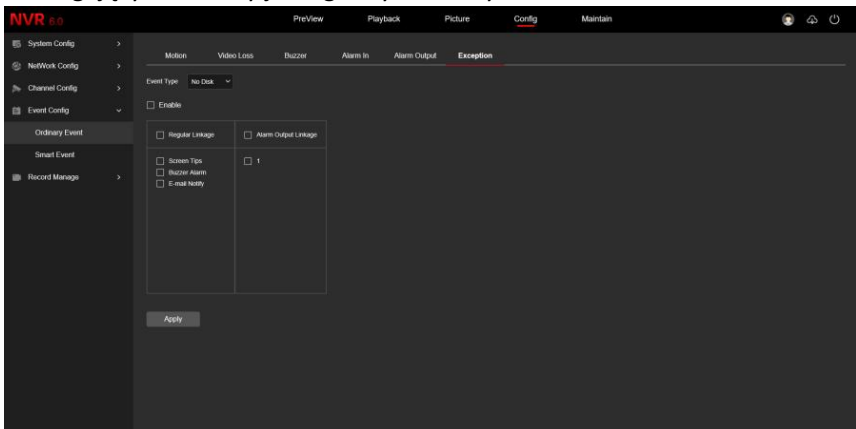 NVR 6.0 PreView Playback Picture Config Maintain
System Config
NetWork Config
Channel Config
Event Config
Ordinary Event
Smart Event
Record Manage
Motion Video Loss Buzzer Alarm In Alarm Output Exception
Event Type No Disk
Enable
Regular Linkage Alarm Output Linkage
Screen Tips 1
Buzzer Alarm
E-mail Notify
Apply